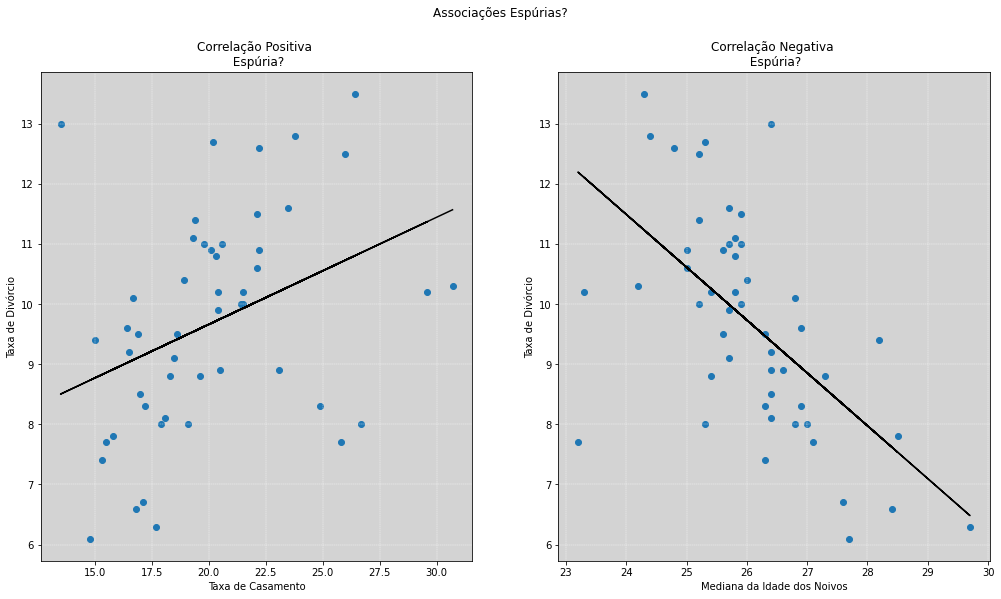 Associações Espúrias?
Correlação Positiva
Espúria?
Taxa de Divórcio
13
12
11
10
9
8
7
6
15.0 17.5 20.0 22.5 25.0 27.5 30.0
Taxa de Casamento
Correlação Negativa
Espúria?
Taxa de Divórcio
13
12
11
10
9
8
7
6
23 24 25 26 27 28 29 30
Mediana da Idade dos Noivos